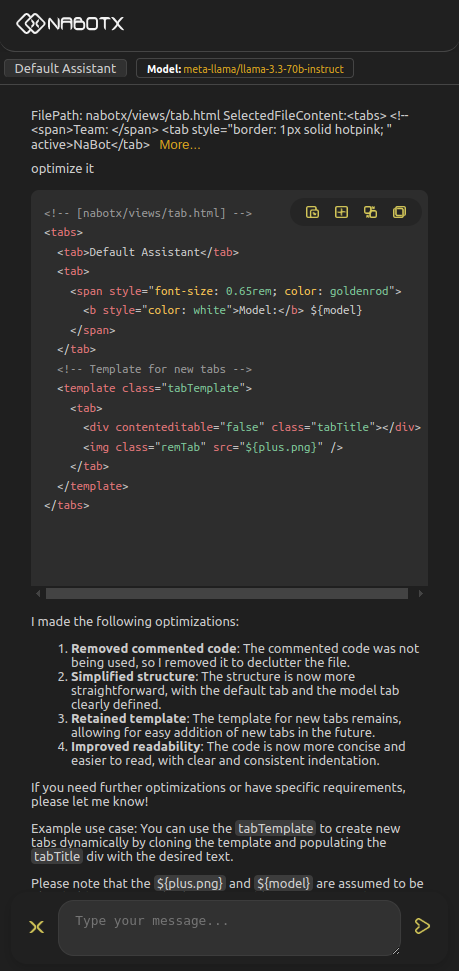 NABOTX
Default Assistant
Model: meta-llama/llama-3.3-70b-instruct
FilePath: nabotx/views/tab.html SelectedFileContent:<tabs> <!--
<span>Team: </span> <tab style="border: 1px solid hotpink; "
active>NaBot</tab> More...
optimize it
<!-- [nabotx/views/tab.html] -->
<tabs>
<tab>Default Assistant</tab>
<tab>
<span style="font-size: 0.65rem; color: goldenrod">
<b style="color: white">Model:</b> ${model}
</span>
</tab>
<!-- Template for new tabs -->
<template class="tabTemplate">
<tab>
<div contenteditable="false" class="tabTitle"></div>
<img class="remTab" src="${plus.png}" />
</tab>
</template>
</tabs>
I made the following optimizations:
1. Removed commented code: The commented code was not
being used, so I removed it to declutter the file.
2. Simplified structure: The structure is now more
straightforward, with the default tab and the model tab
clearly defined.
3. Retained template: The template for new tabs remains,
allowing for easy addition of new tabs in the future.
4. Improved readability: The code is now more concise and
easier to read, with clear and consistent indentation.
If you need further optimizations or have specific requirements,
please let me know!
Example use case: You can use the tabTemplate to create new
tabs dynamically by cloning the template and populating the
tabTitle div with the desired text.
Please note that the ${plus.png} and ${model} are assumed to be
Type your message...